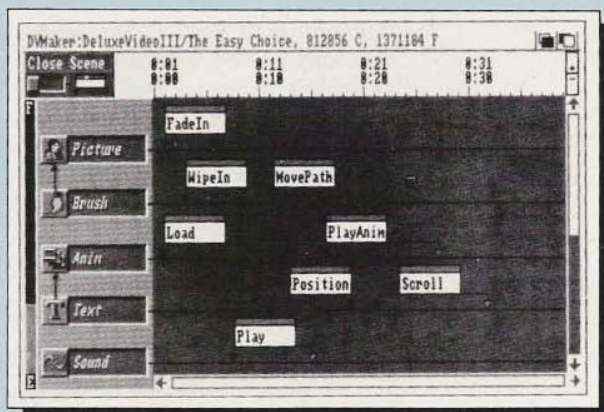 DVMaker:DeluxeVideoIII/The Easy Choice, 812856 C, 1371184 F
Close Scene
0:01 0:11 0:21 0:31
0:00 0:10 0:20 0:30
F
FadeIn
Picture
WipeIn MovePath
Brush
Load PlayAnim
Anim
Position Scroll
T Text
Play
Sound
E